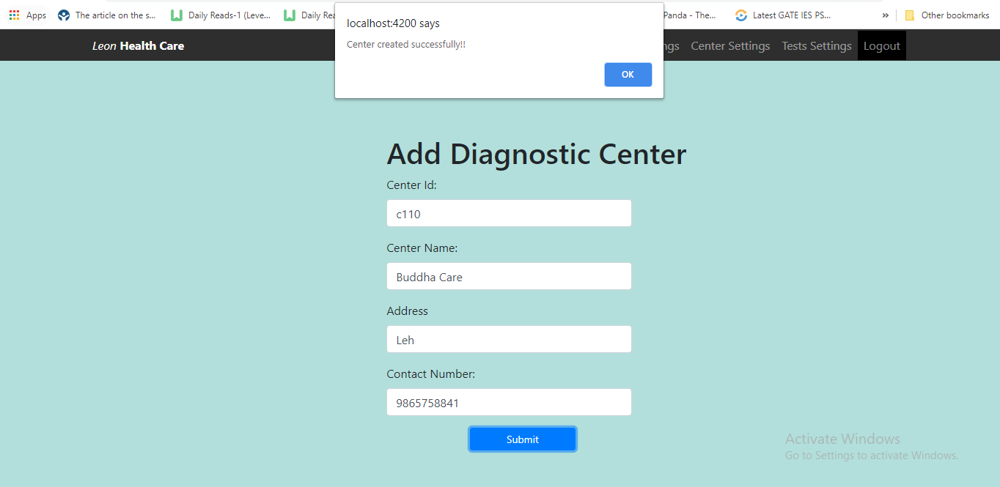 Apps The article on the s... Daily Reads-1 (Leve... Daily Rea Panda - The... Latest GATE IES PS... » Other bookmarks
localhost:4200 says
Center created successfully!!
OK
Leon Health Care ngs Center Settings Tests Settings Logout
Add Diagnostic Center
Center Id:
c110
Center Name:
Buddha Care
Address
Leh
Contact Number:
9865758841
Submit
Activate Windows
Go to Settings to activate Windows.